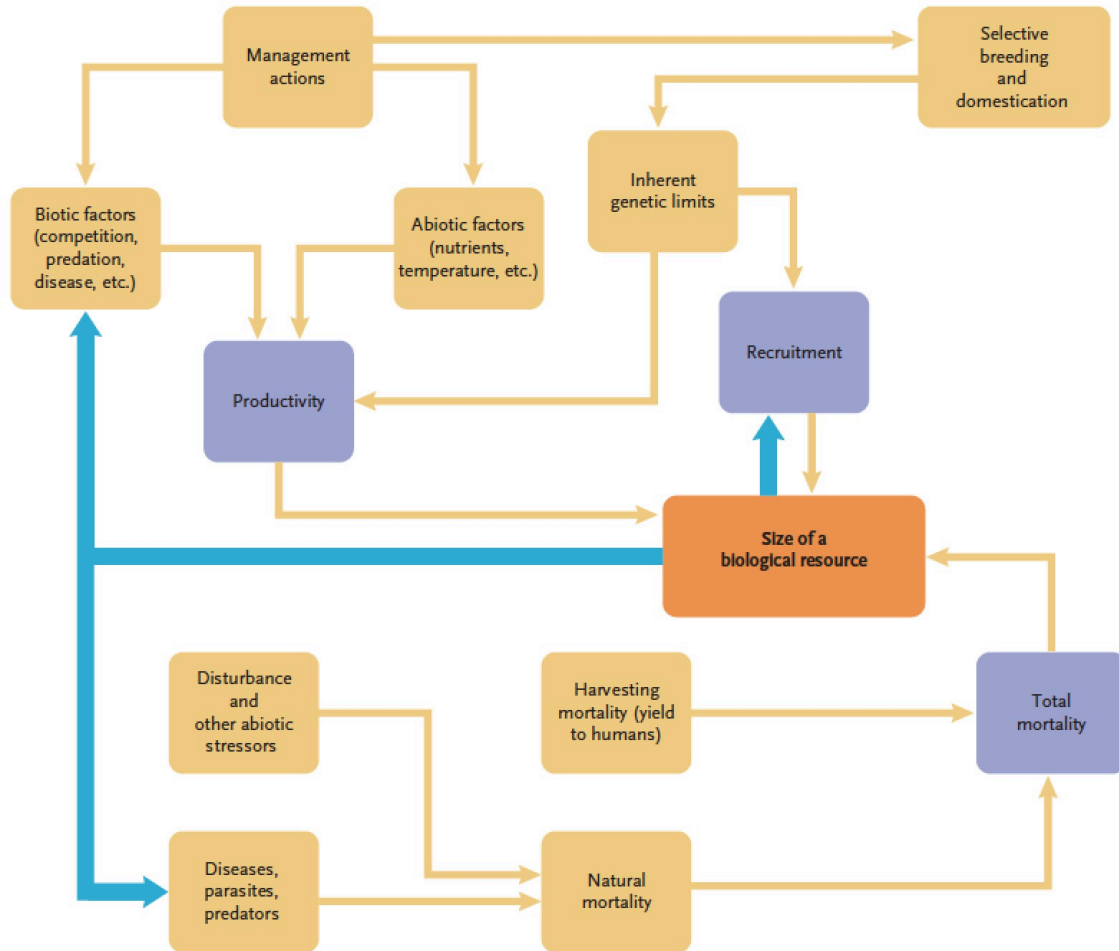 Management
actions
Selective
breeding
and
domestication
Biotic factors
(competition,
predation,
disease, etc.)
Abiotic factors
(nutrients,
temperature, etc.)
Inherent
genetic limits
Productivity
Recruitment
Size of a
biological resource
Disturbance
and
other abiotic
stressors
Harvesting
mortality (yield
to humans)
Total
mortality
Diseases,
parasites,
predators
Natural
mortality